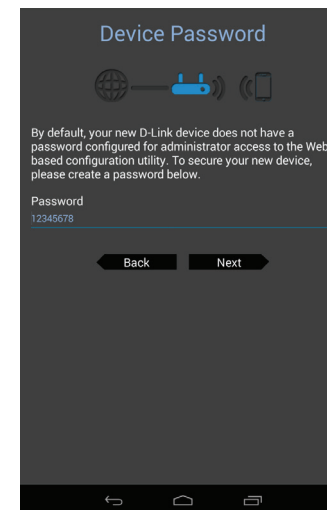 Device Password
By default, your new D-Link device does not have a
password configured for administrator access to the Web
based configuration utility. To secure your new device,
please create a password below.
Password
12345678
Back Next